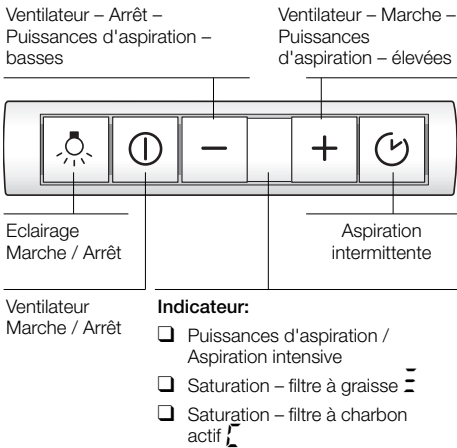 Ventilateur – Arrêt –
Puissances d'aspiration –
basses
Ventilateur – Marche –
Puissances
d'aspiration – élevées
Eclairage
Marche / Arrêt
Aspiration
intermittente
Ventilateur
Marche / Arrêt
Indicateur:
❑ Puissances d'aspiration /
Aspiration intensive
❑ Saturation – filtre à graisse
❑ Saturation – filtre à charbon
actif